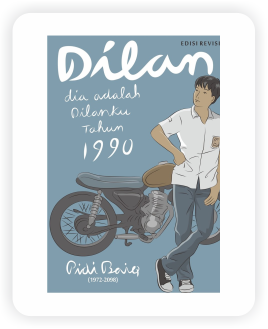 EDISI REVISI
Dilan
dia adalah
Dilanku
Tahun
1990
Pidi Baiq
(1972-2098)